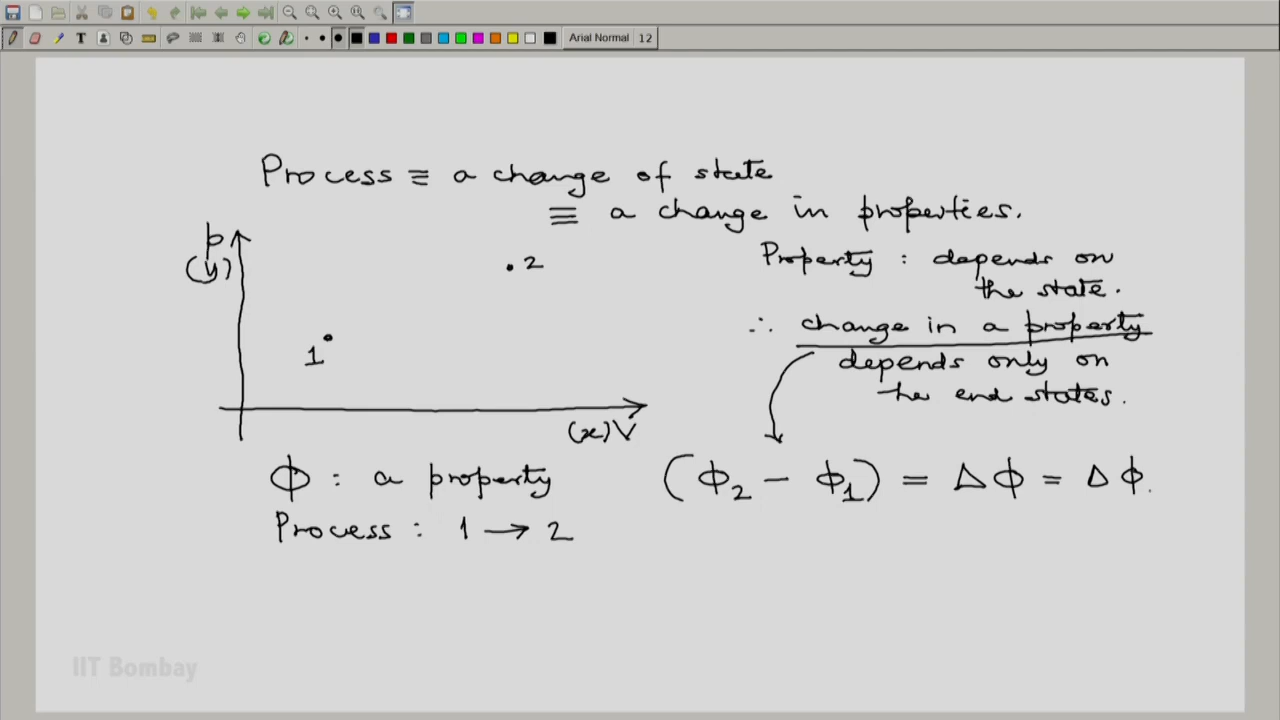 Arial Normal 12
Process ≡ a change of state
≡ a change in properties.
p
(y)
• 2
1
(x) V
Property : depends on
the state.
∴ change in a property
depends only on
the end states.
Φ : a property
(Φ₂ − Φ₁) = ΔΦ = ΔΦ.
Process : 1 → 2
IIT Bombay